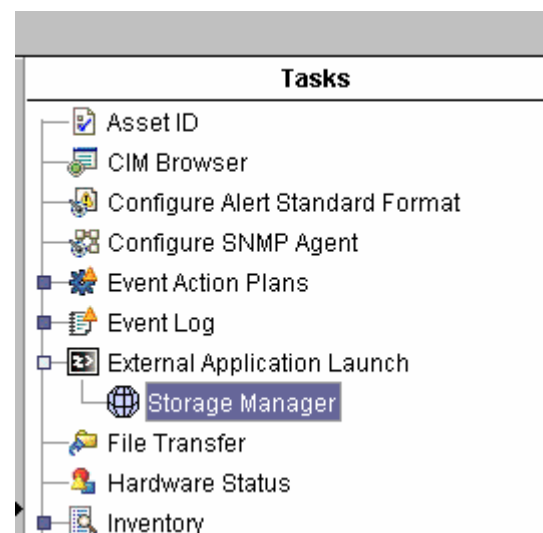 Tasks
Asset ID
CIM Browser
Configure Alert Standard Format
Configure SNMP Agent
Event Action Plans
Event Log
External Application Launch
Storage Manager
File Transfer
Hardware Status
Inventory